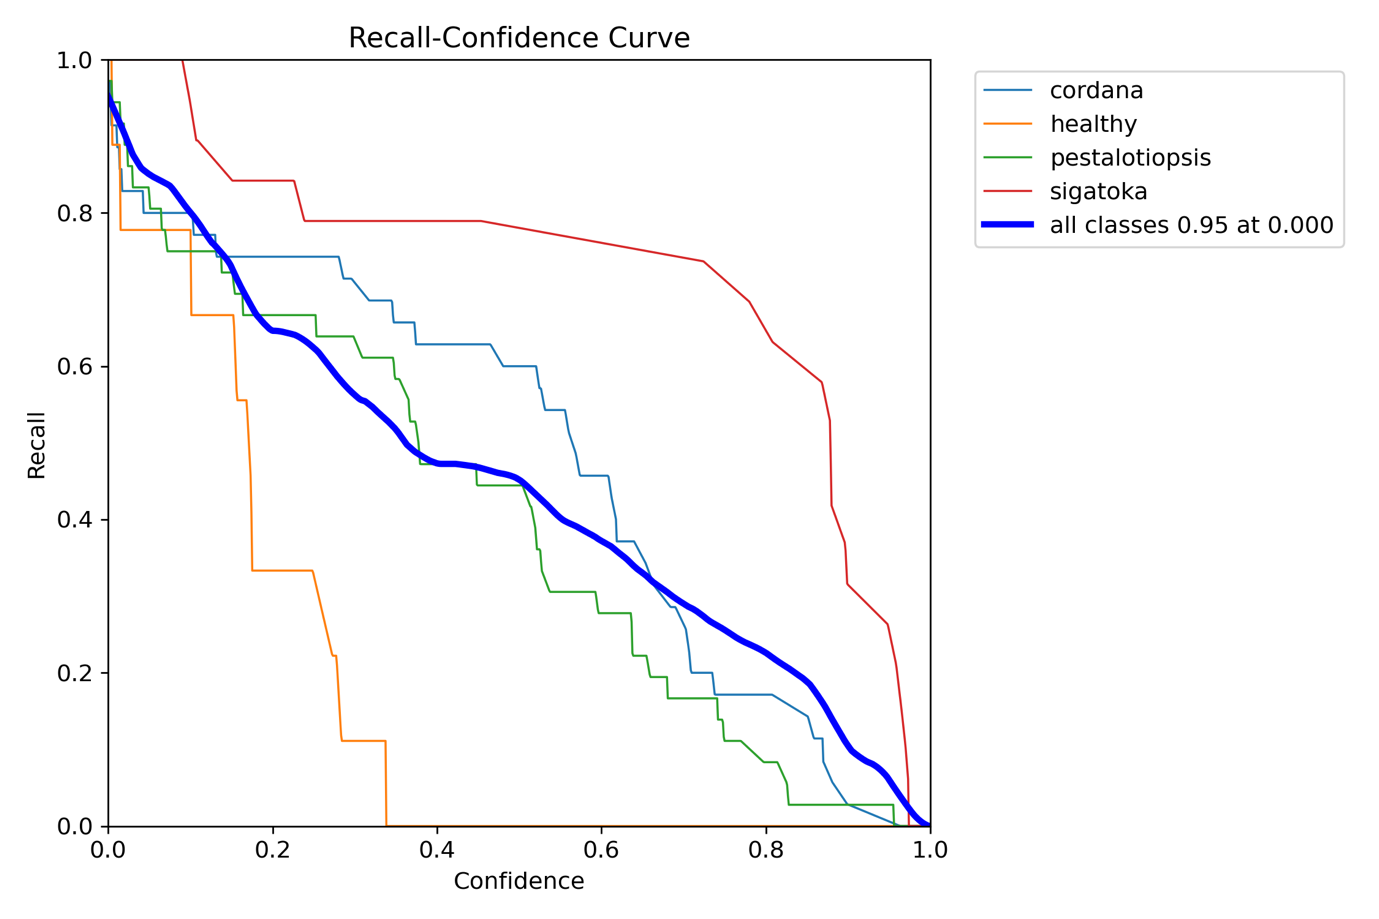 Recall-Confidence Curve
1.0
0.8
0.6
0.4
0.2
0.0
Recall
0.0 0.2 0.4 0.6 0.8 1.0
Confidence
cordana
healthy
pestalotiopsis
sigatoka
all classes 0.95 at 0.000